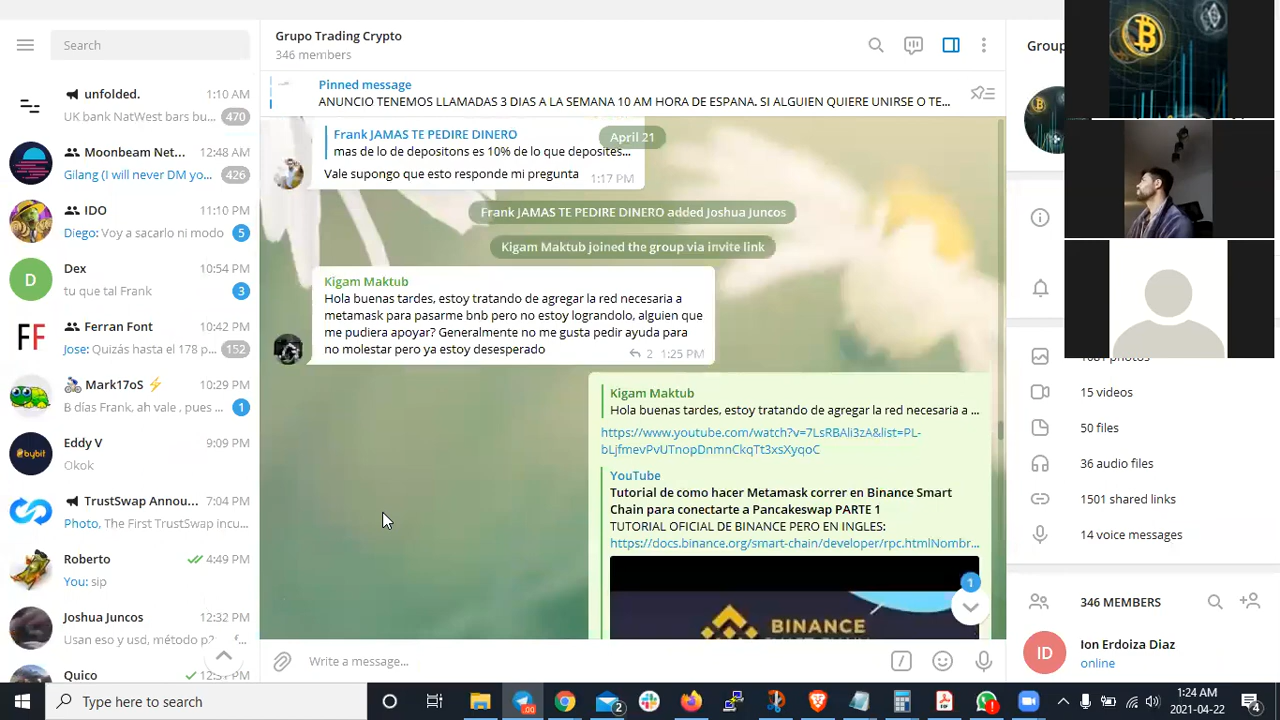 Search
unfolded. 1:10 AM
UK bank NatWest bars bu... 470
Moonbeam Net... 12:48 AM
Gilang (I will never DM yo... 426
IDO 11:10 PM
Diego: Voy a sacarlo ni modo 5
D
Dex 10:54 PM
tu que tal Frank 3
FF
Ferran Font 10:42 PM
Jose: Quizás hasta el 178 p... 152
Mark17oS 10:29 PM
B días Frank, ah vale , pues ... 1
bybit
Eddy V 9:09 PM
Okok
TrustSwap Annou... 7:04 PM
Photo, The First TrustSwap incu...
Roberto 4:49 PM
You: sip
Joshua Juncos 12:32 PM
Usan eso y usd, método p?
Quico 12:31 PM
Grupo Trading Crypto
346 members
Pinned message
ANUNCIO TENEMOS LLAMADAS 3 DIAS A LA SEMANA 10 AM HORA DE ESPANA. SI ALGUIEN QUIERE UNIRSE O TE...
April 21
Frank JAMAS TE PEDIRE DINERO
mande lo de depositons es 10% de lo que deposites...
Vale supongo que esto responde mi pregunta 1:17 PM
Frank JAMAS TE PEDIRE DINERO added Joshua Juncos
Kigam Maktub joined the group via invite link
Kigam Maktub
Hola buenas tardes, estoy tratando de agregar la red necesaria a
metamask para pasarme bnb pero no estoy lograndolo, alguien que
me pudiera apoyar? Generalmente no me gusta pedir ayuda para
no molestar pero ya estoy desesperado 2 1:25 PM
Kigam Maktub
Hola buenas tardes, estoy tratando de agregar la red necesaria a ...
https://www.youtube.com/watch?v=7LsRBAli3zA&list=PL-
bLjfmevPvUTnopDnmnCkqTt3xsXyqoC
YouTube
Tutorial de como hacer Metamask correr en Binance Smart
Chain para conectarte a Pancakeswap PARTE 1
TUTORIAL OFICIAL DE BINANCE PERO EN INGLES:
https://docs.binance.org/smart-chain/developer/rpc.htmlNombr...
BINANCE
1
Write a message...
Group
15 videos
50 files
36 audio files
1501 shared links
14 voice messages
346 MEMBERS
ID
Ion Erdoiza Diaz
online
Type here to search
.00
2
1:24 AM
2021-04-22
4